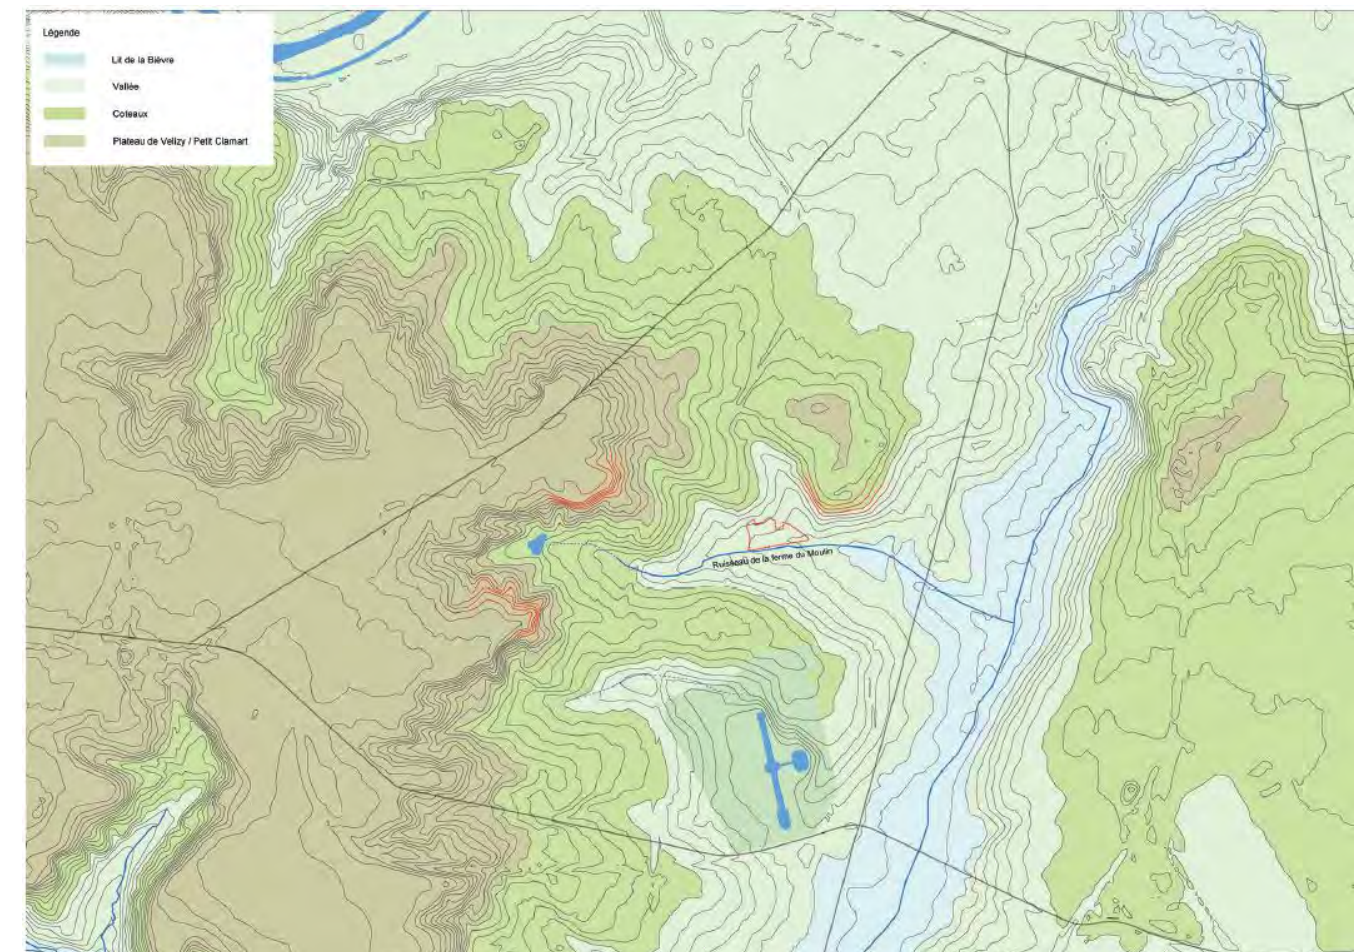 Légende
Lit de la Bièvre
Vallée
Coteaux
Plateau de Velizy / Petit Clamart
Ruisseau de la ferme du Moulin